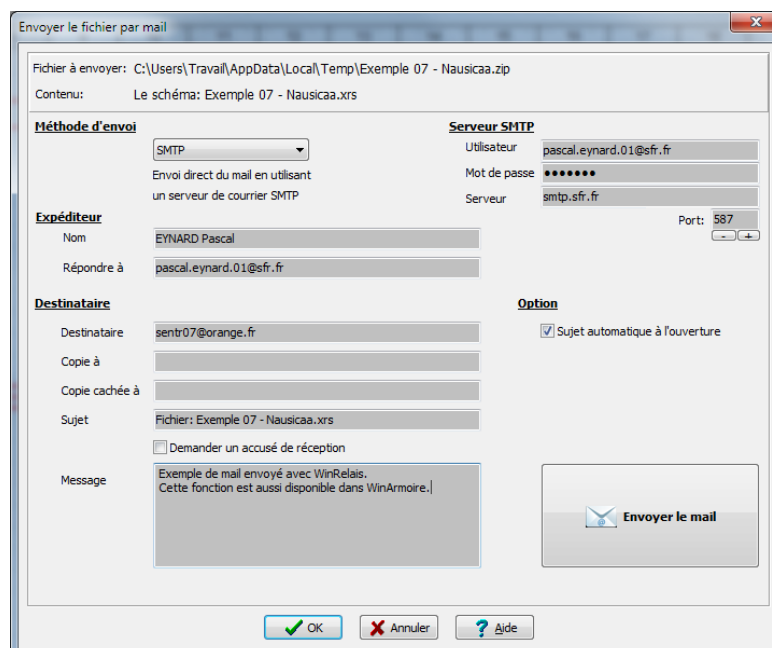 Envoyer le fichier par mail
Fichier à envoyer: C:\Users\Travail\AppData\Local\Temp\Exemple 07 - Nausicaa.zip
Contenu: Le schéma: Exemple 07 - Nausicaa.xrs
Méthode d'envoi
SMTP
Envoi direct du mail en utilisant
un serveur de courrier SMTP
Serveur SMTP
Utilisateur pascal.eynard.01@sfr.fr
Mot de passe •••••••
Serveur smtp.sfr.fr
Port: 587
- +
Expéditeur
Nom EYNARD Pascal
Répondre à pascal.eynard.01@sfr.fr
Destinataire
Destinataire sentr07@orange.fr
Copie à
Copie cachée à
Sujet Fichier: Exemple 07 - Nausicaa.xrs
Demander un accusé de réception
Option
Sujet automatique à l'ouverture
Message Exemple de mail envoyé avec WinRelais.
Cette fonction est aussi disponible dans WinArmoire.
Envoyer le mail
OK Annuler Aide